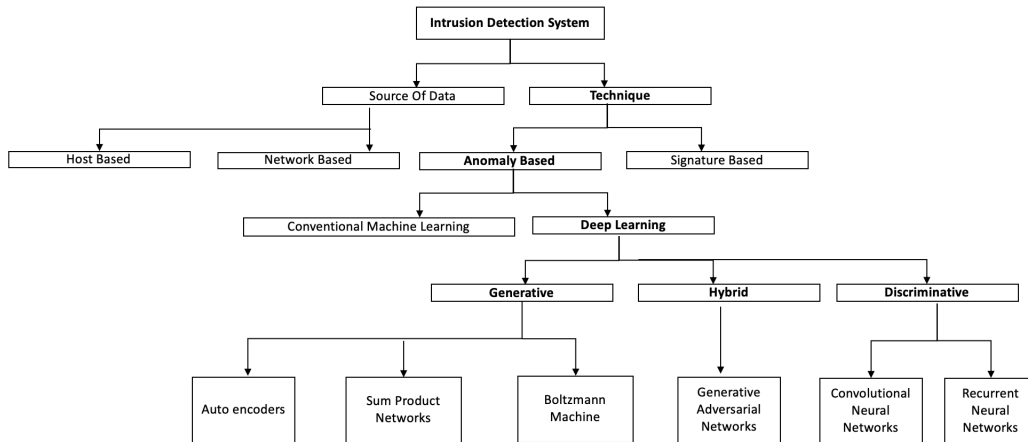 Intrusion Detection System
Source Of Data
Technique
Host Based
Network Based
Anomaly Based
Signature Based
Conventional Machine Learning
Deep Learning
Generative
Hybrid
Discriminative
Auto encoders
Sum Product
Networks
Boltzmann
Machine
Generative
Adversarial
Networks
Convolutional
Neural
Networks
Recurrent
Neural
Networks